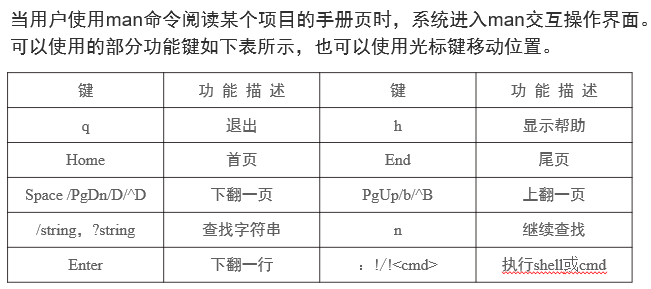 当用户使用man命令阅读某个项目的手册页时，系统进入man交互操作界面。
可以使用的部分功能键如下表所示，也可以使用光标键移动位置。
键 功 能 描 述 键 功 能 描 述
q 退出 h 显示帮助
Home 首页 End 尾页
Space /PgDn/D/^D 下翻一页 PgUp/b/^B 上翻一页
/string，?string 查找字符串 n 继续查找
Enter 下翻一行 ：!/!<cmd> 执行shell或cmd